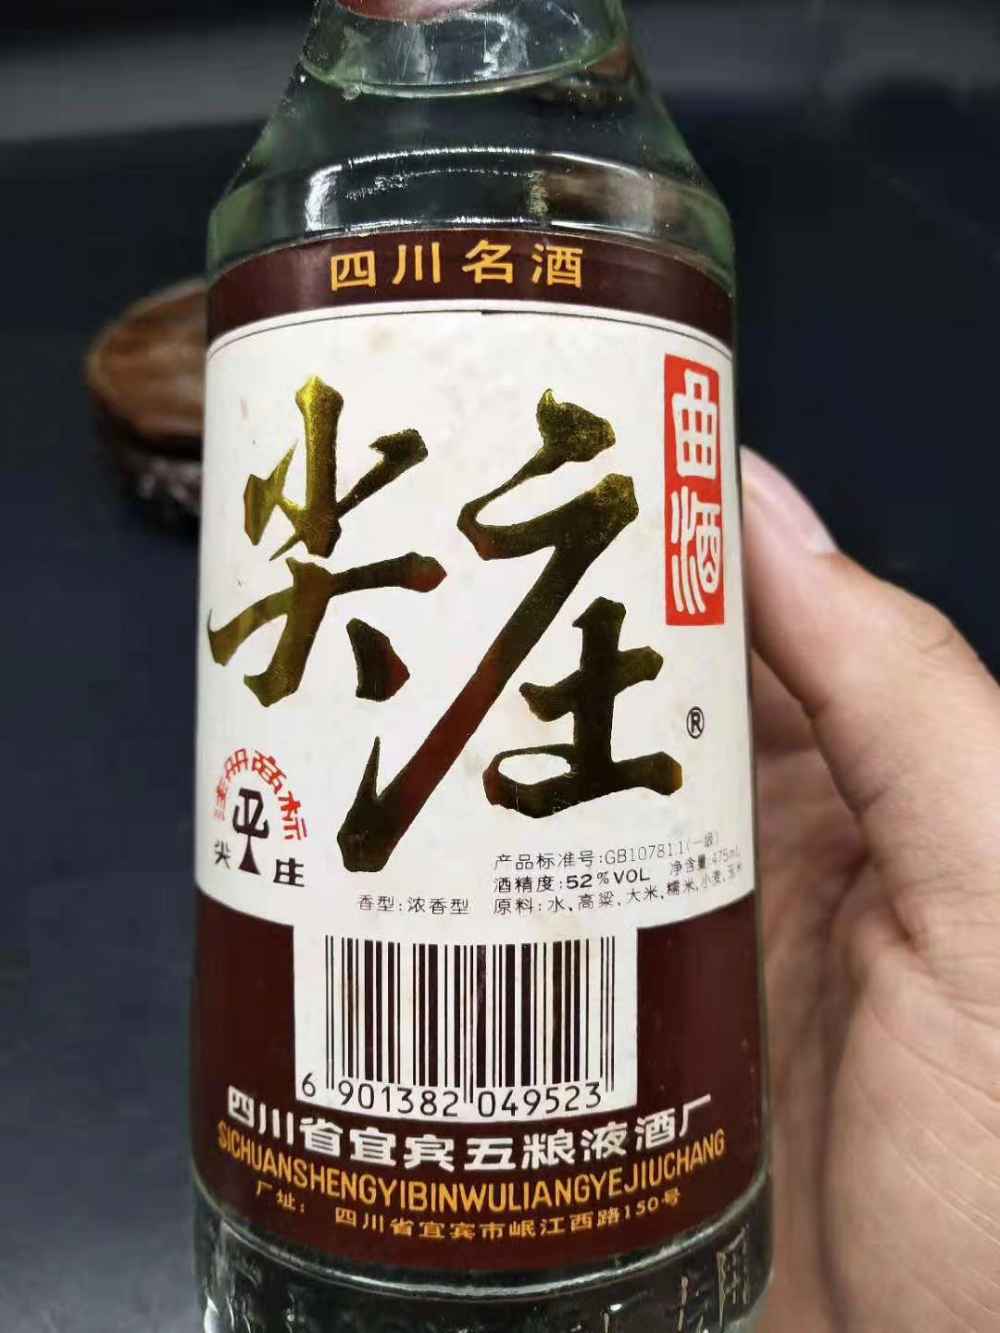 四川名酒
尖庄
曲酒
®
注册商标
尖庄
产品标准号:GB10781.1(一级)
酒精度:52%VOL 净含量:475mL
香型:浓香型 原料:水,高粱,大米,糯米,小麦,玉米
6 901382 049523
四川省宜宾五粮液酒厂
SICHUANSHENGYIBINWULIANGYEJIUCHANG
厂址: 四川省宜宾市岷江西路150号